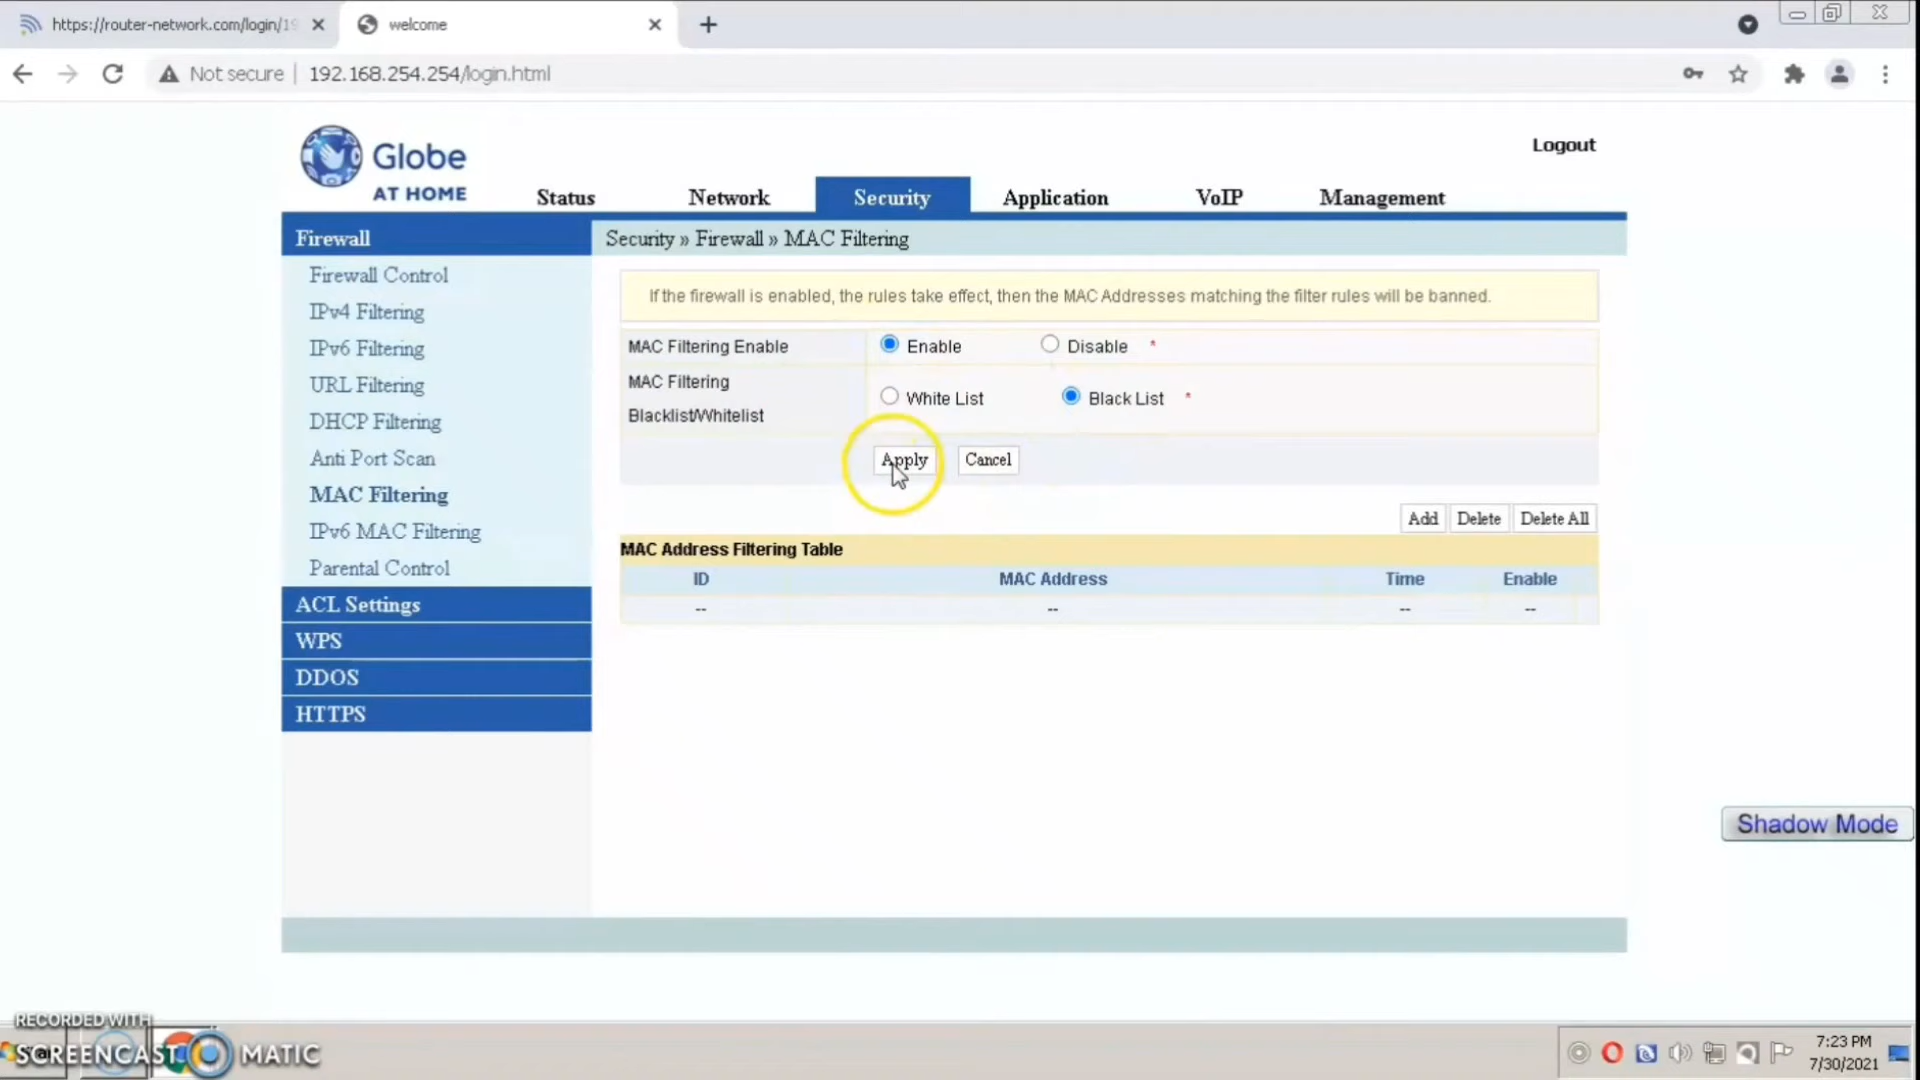 https://router-network.com/login/19
welcome
Not secure
192.168.254.254/login.html
Globe
AT HOME
Logout
Status
Network
Security
Application
VoIP
Management
Firewall
Firewall Control
IPv4 Filtering
IPv6 Filtering
URL Filtering
DHCP Filtering
Anti Port Scan
MAC Filtering
IPv6 MAC Filtering
Parental Control
ACL Settings
WPS
DDOS
HTTPS
Security » Firewall » MAC Filtering
If the firewall is enabled, the rules take effect, then the MAC Addresses matching the filter rules will be banned.
MAC Filtering Enable
Enable
Disable *
MAC Filtering
Blacklist/Whitelist
White List
Black List *
Apply
Cancel
Add
Delete
Delete All
MAC Address Filtering Table
ID MAC Address Time Enable
-- -- -- --
Shadow Mode
RECORDED WITH
SCREENCAST MATIC
7:23 PM
7/30/2021